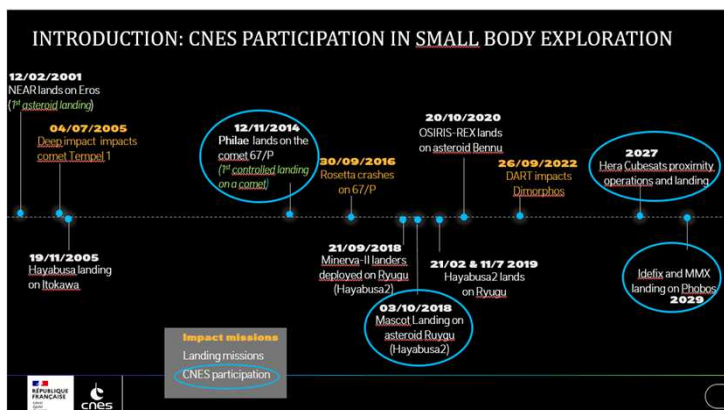 INTRODUCTION: CNES PARTICIPATION IN SMALL BODY EXPLORATION
12/02/2001
NEAR lands on Eros
(1st asteroid landing)
04/07/2005
Deep impact impacts
comet Tempel 1
19/11/2005
Hayabusa landing
on Itokawa
12/11/2014
Philae lands on the
comet 67/P
(1st controlled landing
on a comet)
30/09/2016
Rosetta crashes
on 67/P
21/09/2018
Minerva-II landers
deployed on Ryugu
(Hayabusa2)
03/10/2018
Mascot Landing on
asteroid Ruygu
(Hayabusa2)
20/10/2020
OSIRIS-REX lands
on asteroid Bennu
21/02 & 11/7 2019
Hayabusa2 lands
on Ryugu
26/09/2022
DART impacts
Dimorphos
2027
Hera Cubesats proximity
operations and landing
Idefix and MMX
landing on Phobos
2029
Impact missions
Landing missions
CNES participation
RÉPUBLIQUE
FRANÇAISE
cnes